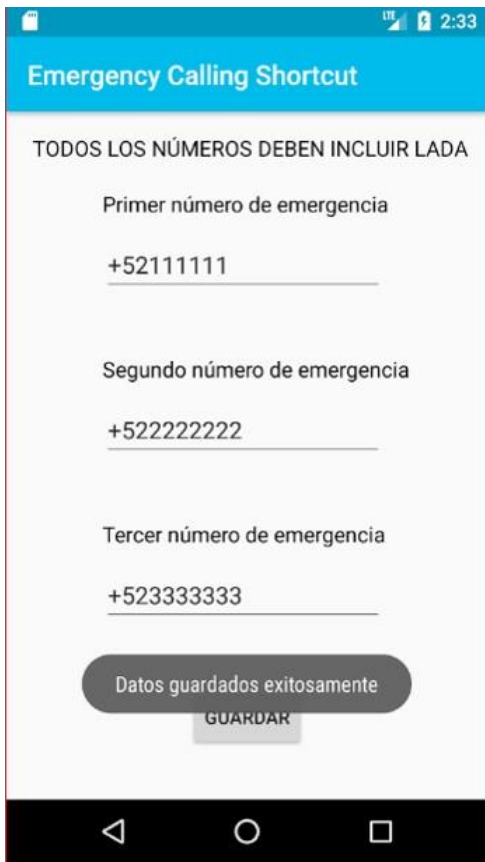 LTE 2:33
Emergency Calling Shortcut
TODOS LOS NÚMEROS DEBEN INCLUIR LADA
Primer número de emergencia
+52111111
Segundo número de emergencia
+522222222
Tercer número de emergencia
+523333333
Datos guardados exitosamente
GUARDAR